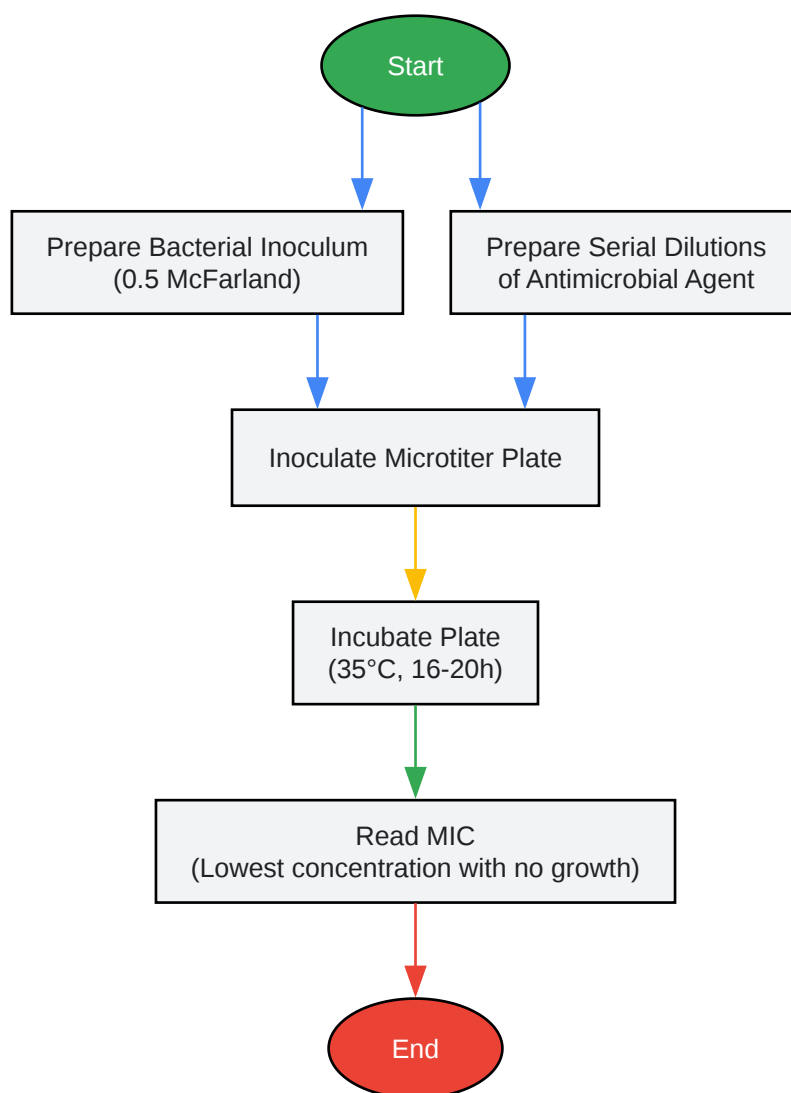 Start
Prepare Bacterial Inoculum
(0.5 McFarland)
Prepare Serial Dilutions
of Antimicrobial Agent
Inoculate Microtiter Plate
Incubate Plate
(35°C, 16-20h)
Read MIC
(Lowest concentration with no growth)
End